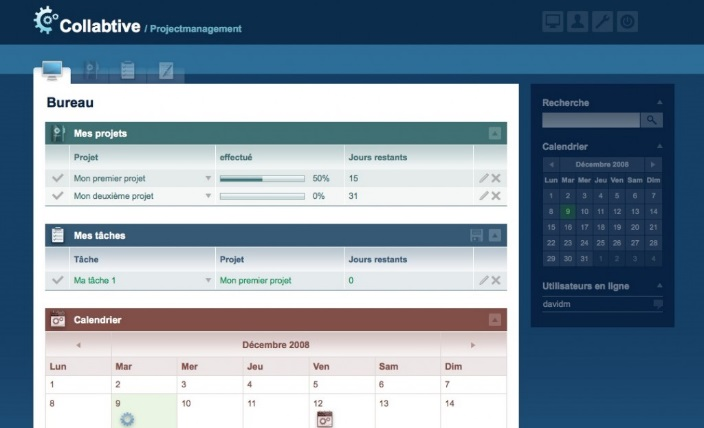 Collabtive / Projectmanagement
Bureau
Mes projets
Projet effectué Jours restants
Mon premier projet 50% 15
Mon deuxième projet 0% 31
Mes tâches
Tâche Projet Jours restants
Ma tâche 1 Mon premier projet 0
Calendrier
Décembre 2008
Lun Mar Mer Jeu Ven Sam Dim
1 2 3 4 5 6 7
8 9 10 11 12 13 14
Recherche
Calendrier
Décembre 2008
Lun Mar Mer Jeu Ven Sam Dim
1 2 3 4 5 6 7
8 9 10 11 12 13 14
15 16 17 18 19 20 21
22 23 24 25 26 27 28
29 30 31 1 2 3 4
Utilisateurs en ligne
davidm